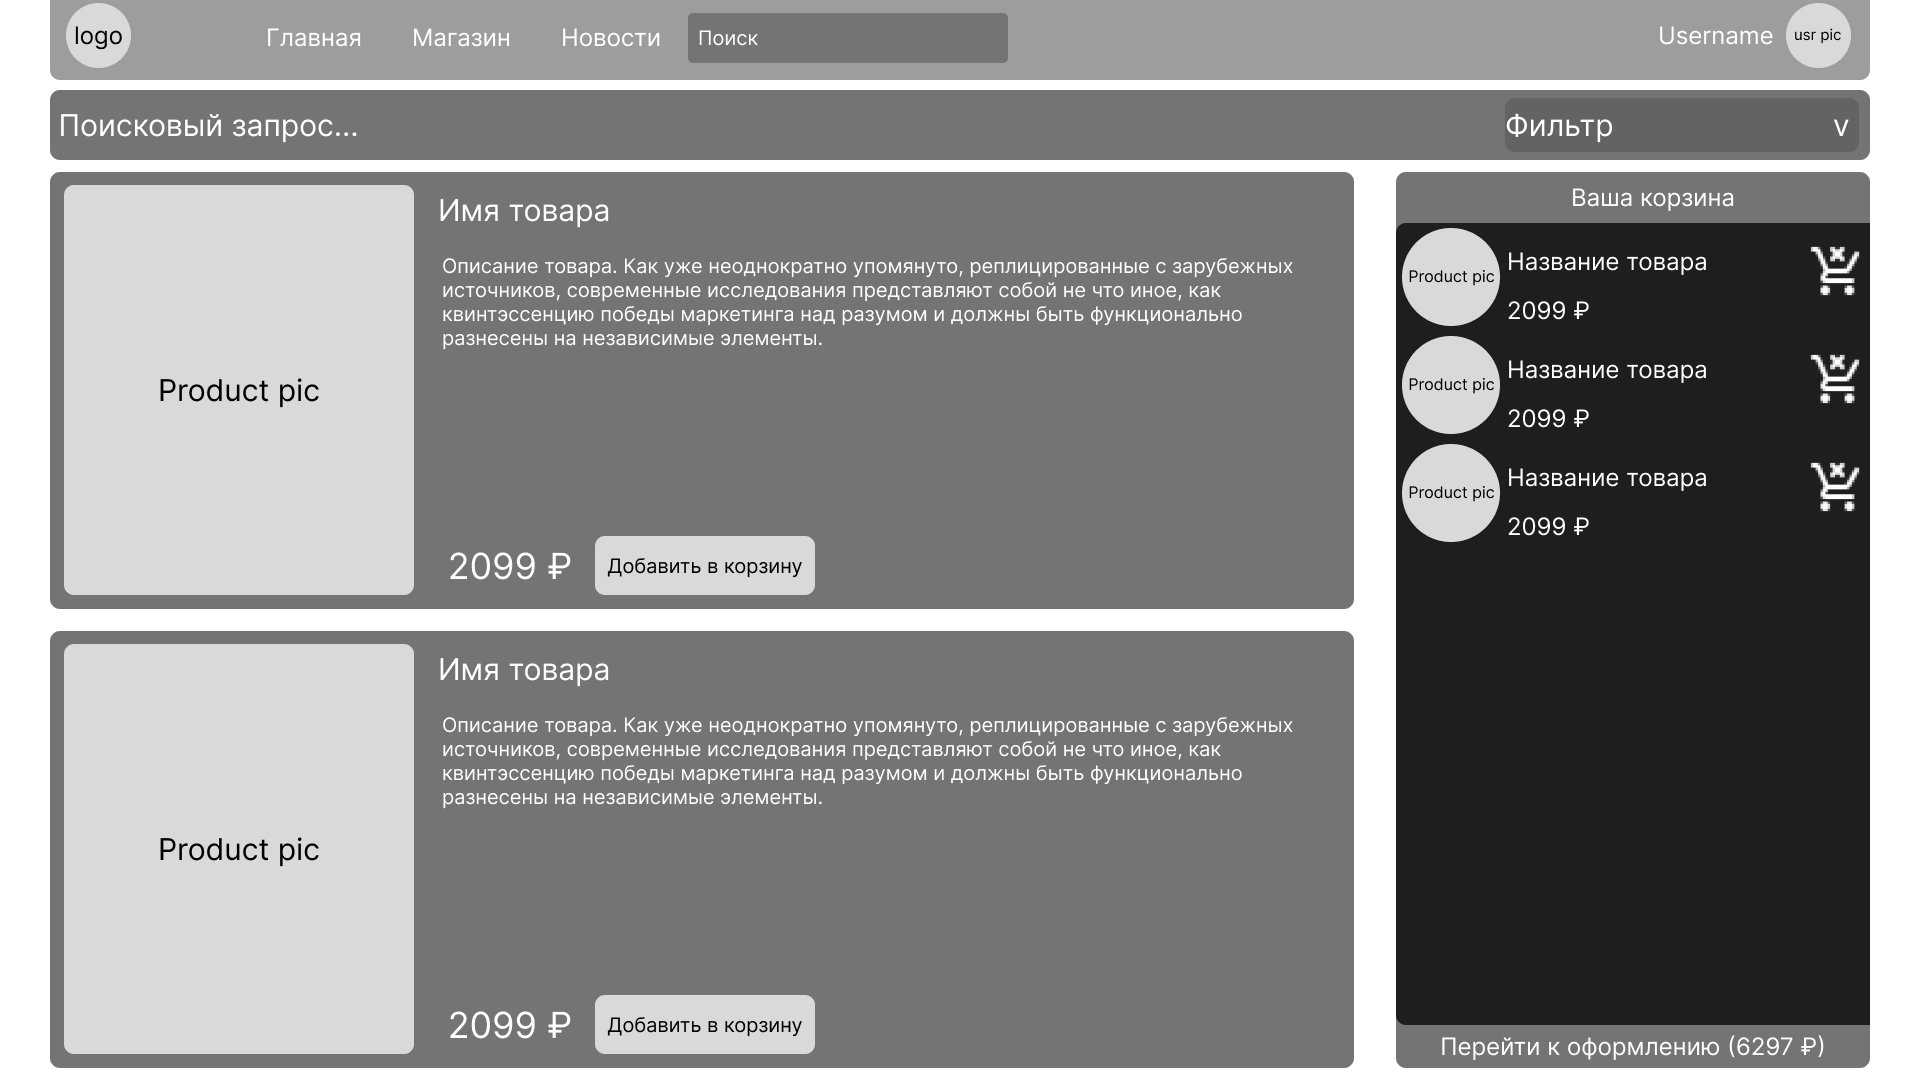 logo
Главная
Магазин
Новости
Поиск
Username
usr pic
Поисковый запрос...
Фильтр
v
Product pic
Имя товара
Описание товара. Как уже неоднократно упомянуто, реплицированные с зарубежных
источников, современные исследования представляют собой не что иное, как
квинтэссенцию победы маркетинга над разумом и должны быть функционально
разнесены на независимые элементы.
2099 ₽
Добавить в корзину
Product pic
Имя товара
Описание товара. Как уже неоднократно упомянуто, реплицированные с зарубежных
источников, современные исследования представляют собой не что иное, как
квинтэссенцию победы маркетинга над разумом и должны быть функционально
разнесены на независимые элементы.
2099 ₽
Добавить в корзину
Ваша корзина
Product pic
Название товара
2099 ₽
Product pic
Название товара
2099 ₽
Product pic
Название товара
2099 ₽
Перейти к оформлению (6297 ₽)